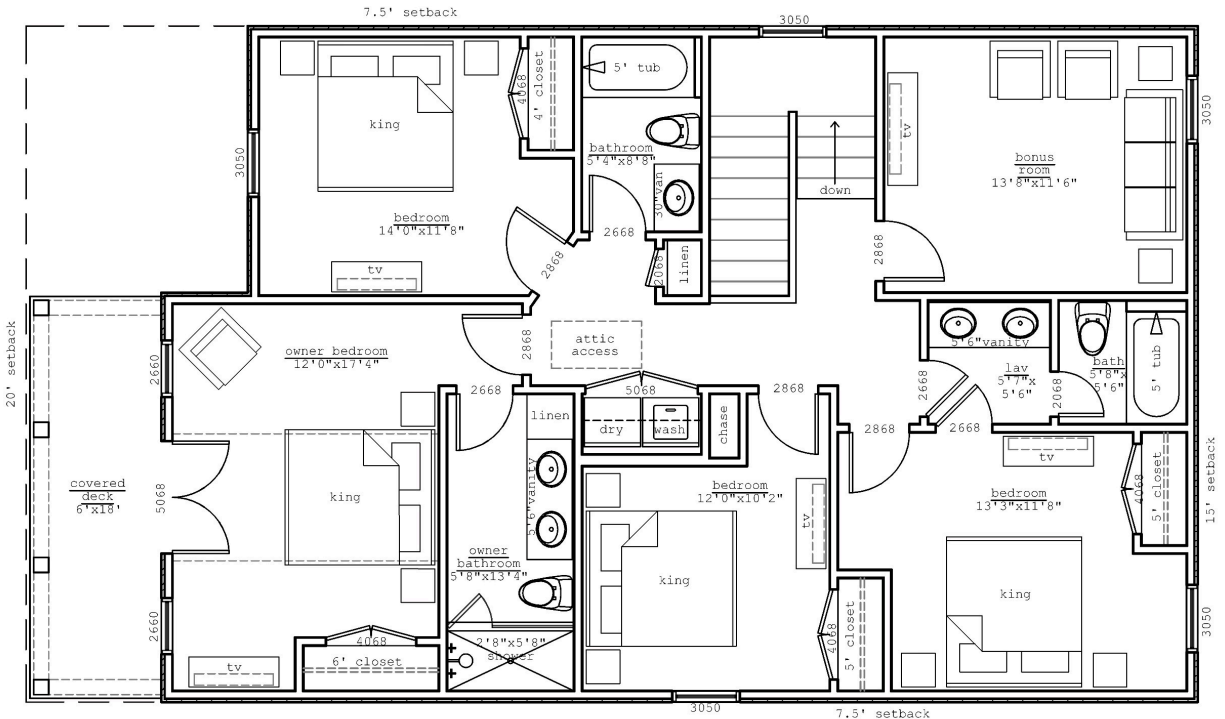 7.5' setback
3050
4068
4' closet
5' tub
king
tv
3050
3050
bonus
room
13'8"x11'6"
bathroom
5'4"x8'8"
down
30"van
bedroom
14'0"x11'8"
2668
2868
2868
2068
linen
tv
20' setback
owner bedroom
12'0"x17'4"
2660
2868
attic
access
5'6"vanity
bath
5'8"x
5'6"
5' tub
lav
5'7"x
5'6"
2668
2068
2668
5068
2868
linen
dry
wash
chase
2868
2668
covered
deck
6'x18'
5068
king
5'6"vanity
bedroom
12'0"x10'2"
tv
tv
bedroom
13'3"x11'8"
4068
5' closet
15' setback
owner
bathroom
5'8"x13'4"
king
king
2660
4068
6' closet
tv
2'8"x5'8"
shower
4068
5' closet
3050
3050
7.5' setback